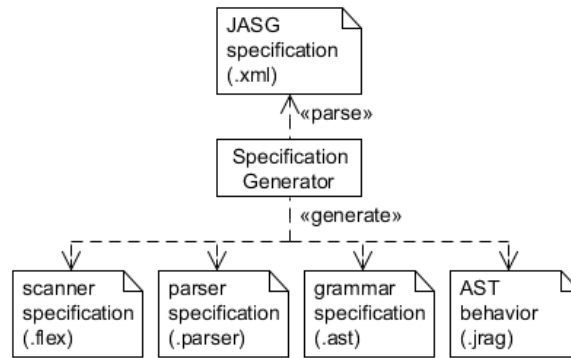 JASG
specification
(.xml)
«parse»
Specification
Generator
«generate»
scanner
specification
(.flex)
parser
specification
(.parser)
grammar
specification
(.ast)
AST
behavior
(.jrag)